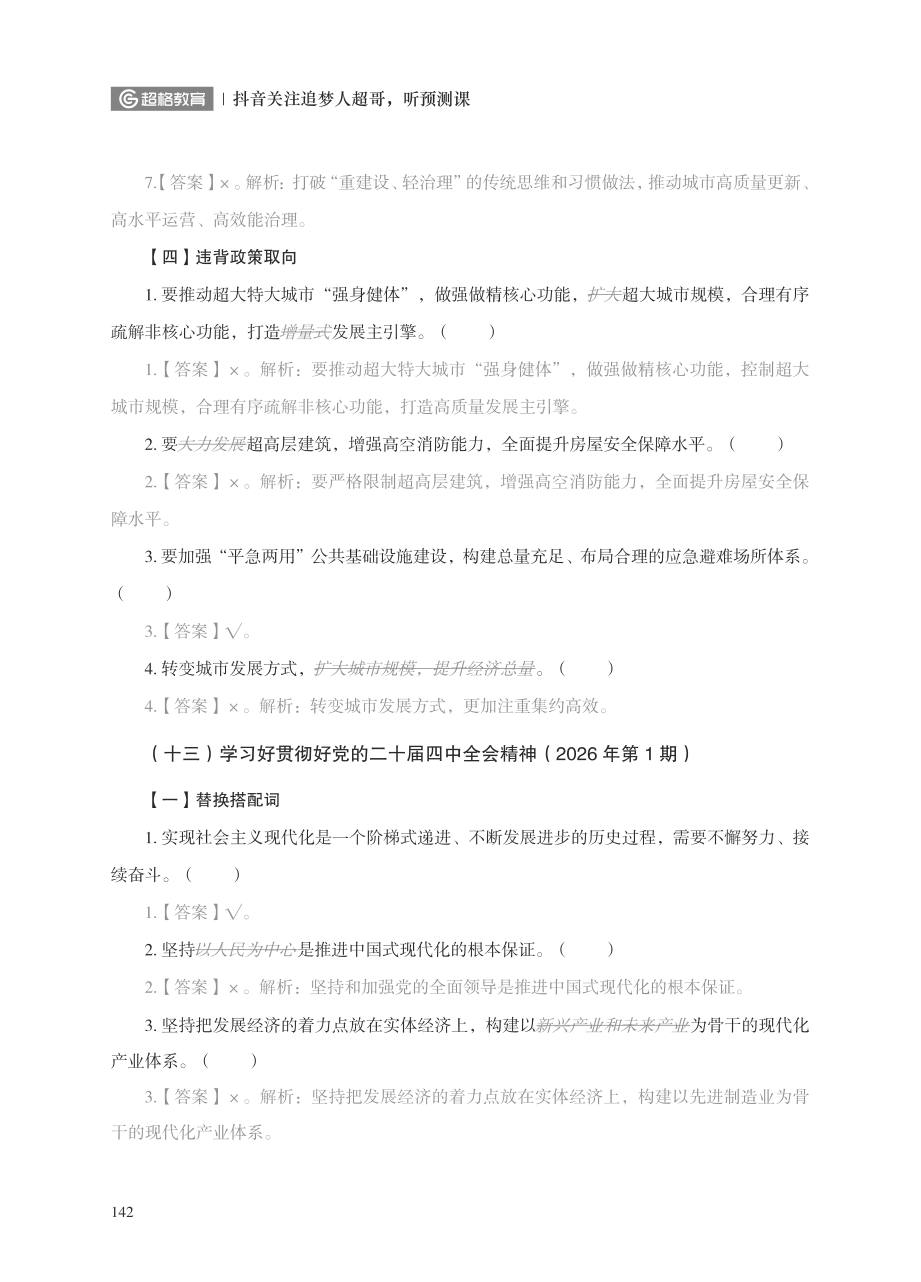 超格教育 | 抖音关注追梦人超哥，听预测课
7.【答案】×。解析：打破“重建设、轻治理”的传统思维和习惯做法，推动城市高质量更新、
高水平运营、高效能治理。
【四】违背政策取向
1. 要推动超大特大城市“强身健体”，做强做精核心功能，扩大超大城市规模，合理有序
疏解非核心功能，打造增量式发展主引擎。（　　）
1.【答案】×。解析：要推动超大特大城市“强身健体”，做强做精核心功能，控制超大
城市规模，合理有序疏解非核心功能，打造高质量发展主引擎。
2. 要大力发展超高层建筑，增强高空消防能力，全面提升房屋安全保障水平。（　　）
2.【答案】×。解析：要严格限制超高层建筑，增强高空消防能力，全面提升房屋安全保
障水平。
3. 要加强“平急两用”公共基础设施建设，构建总量充足、布局合理的应急避难场所体系。
（　　）
3.【答案】√。
4. 转变城市发展方式，扩大城市规模，提升经济总量。（　　）
4.【答案】×。解析：转变城市发展方式，更加注重集约高效。
（十三）学习好贯彻好党的二十届四中全会精神（2026 年第 1 期）
【一】替换搭配词
1. 实现社会主义现代化是一个阶梯式递进、不断发展进步的历史过程，需要不懈努力、接
续奋斗。（　　）
1.【答案】√。
2. 坚持以人民为中心是推进中国式现代化的根本保证。（　　）
2.【答案】×。解析：坚持和加强党的全面领导是推进中国式现代化的根本保证。
3. 坚持把发展经济的着力点放在实体经济上，构建以新兴产业和未来产业为骨干的现代化
产业体系。（　　）
3.【答案】×。解析：坚持把发展经济的着力点放在实体经济上，构建以先进制造业为骨
干的现代化产业体系。
142